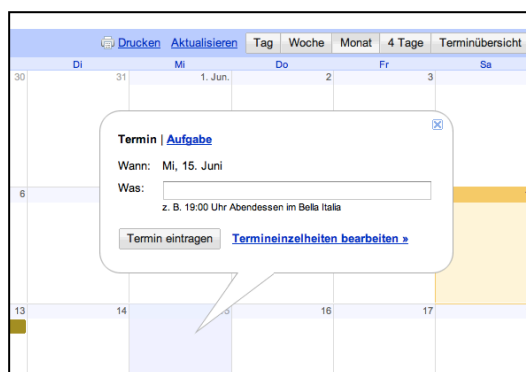 Drucken Aktualisieren Tag Woche Monat 4 Tage Terminübersicht
Di Mi Do Fr Sa
30 31 1. Jun. 2 3
Termin | Aufgabe
Wann: Mi, 15. Juni
Was:
z. B. 19:00 Uhr Abendessen im Bella Italia
Termin eintragen Termineinzelheiten bearbeiten »
6
13 14 16 17